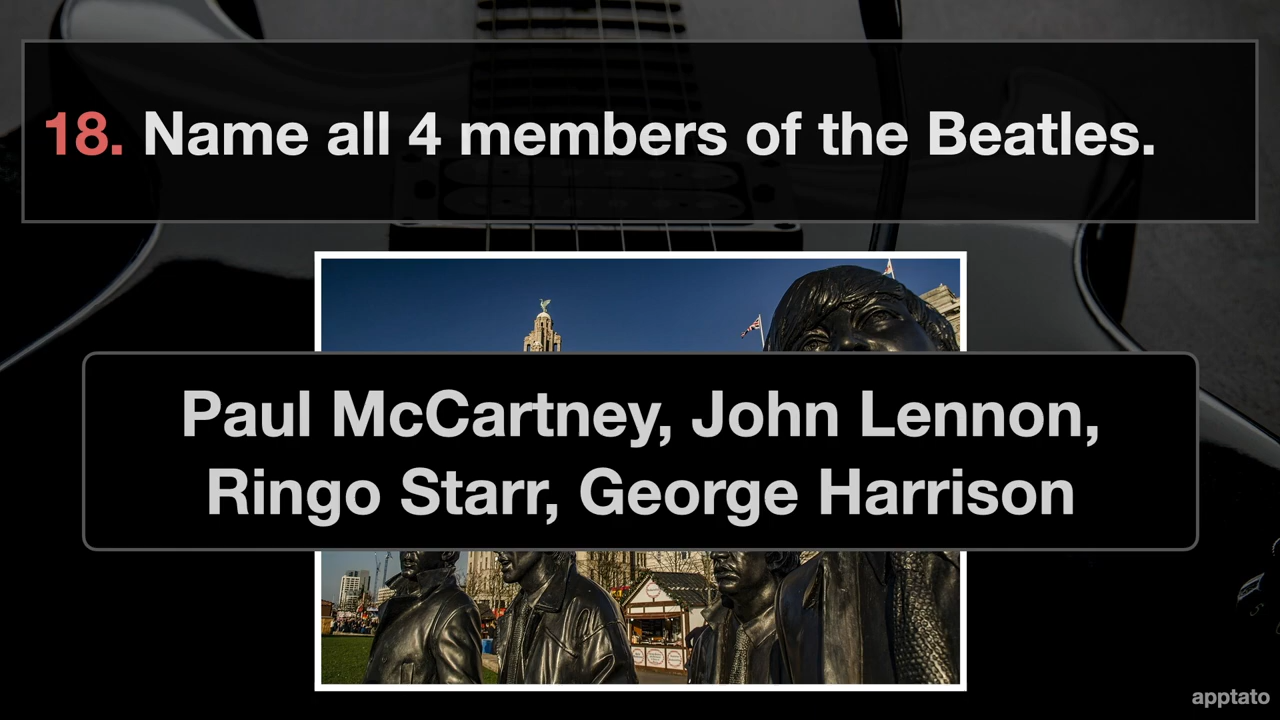 18. Name all 4 members of the Beatles.
Paul McCartney, John Lennon,
Ringo Starr, George Harrison
apptato